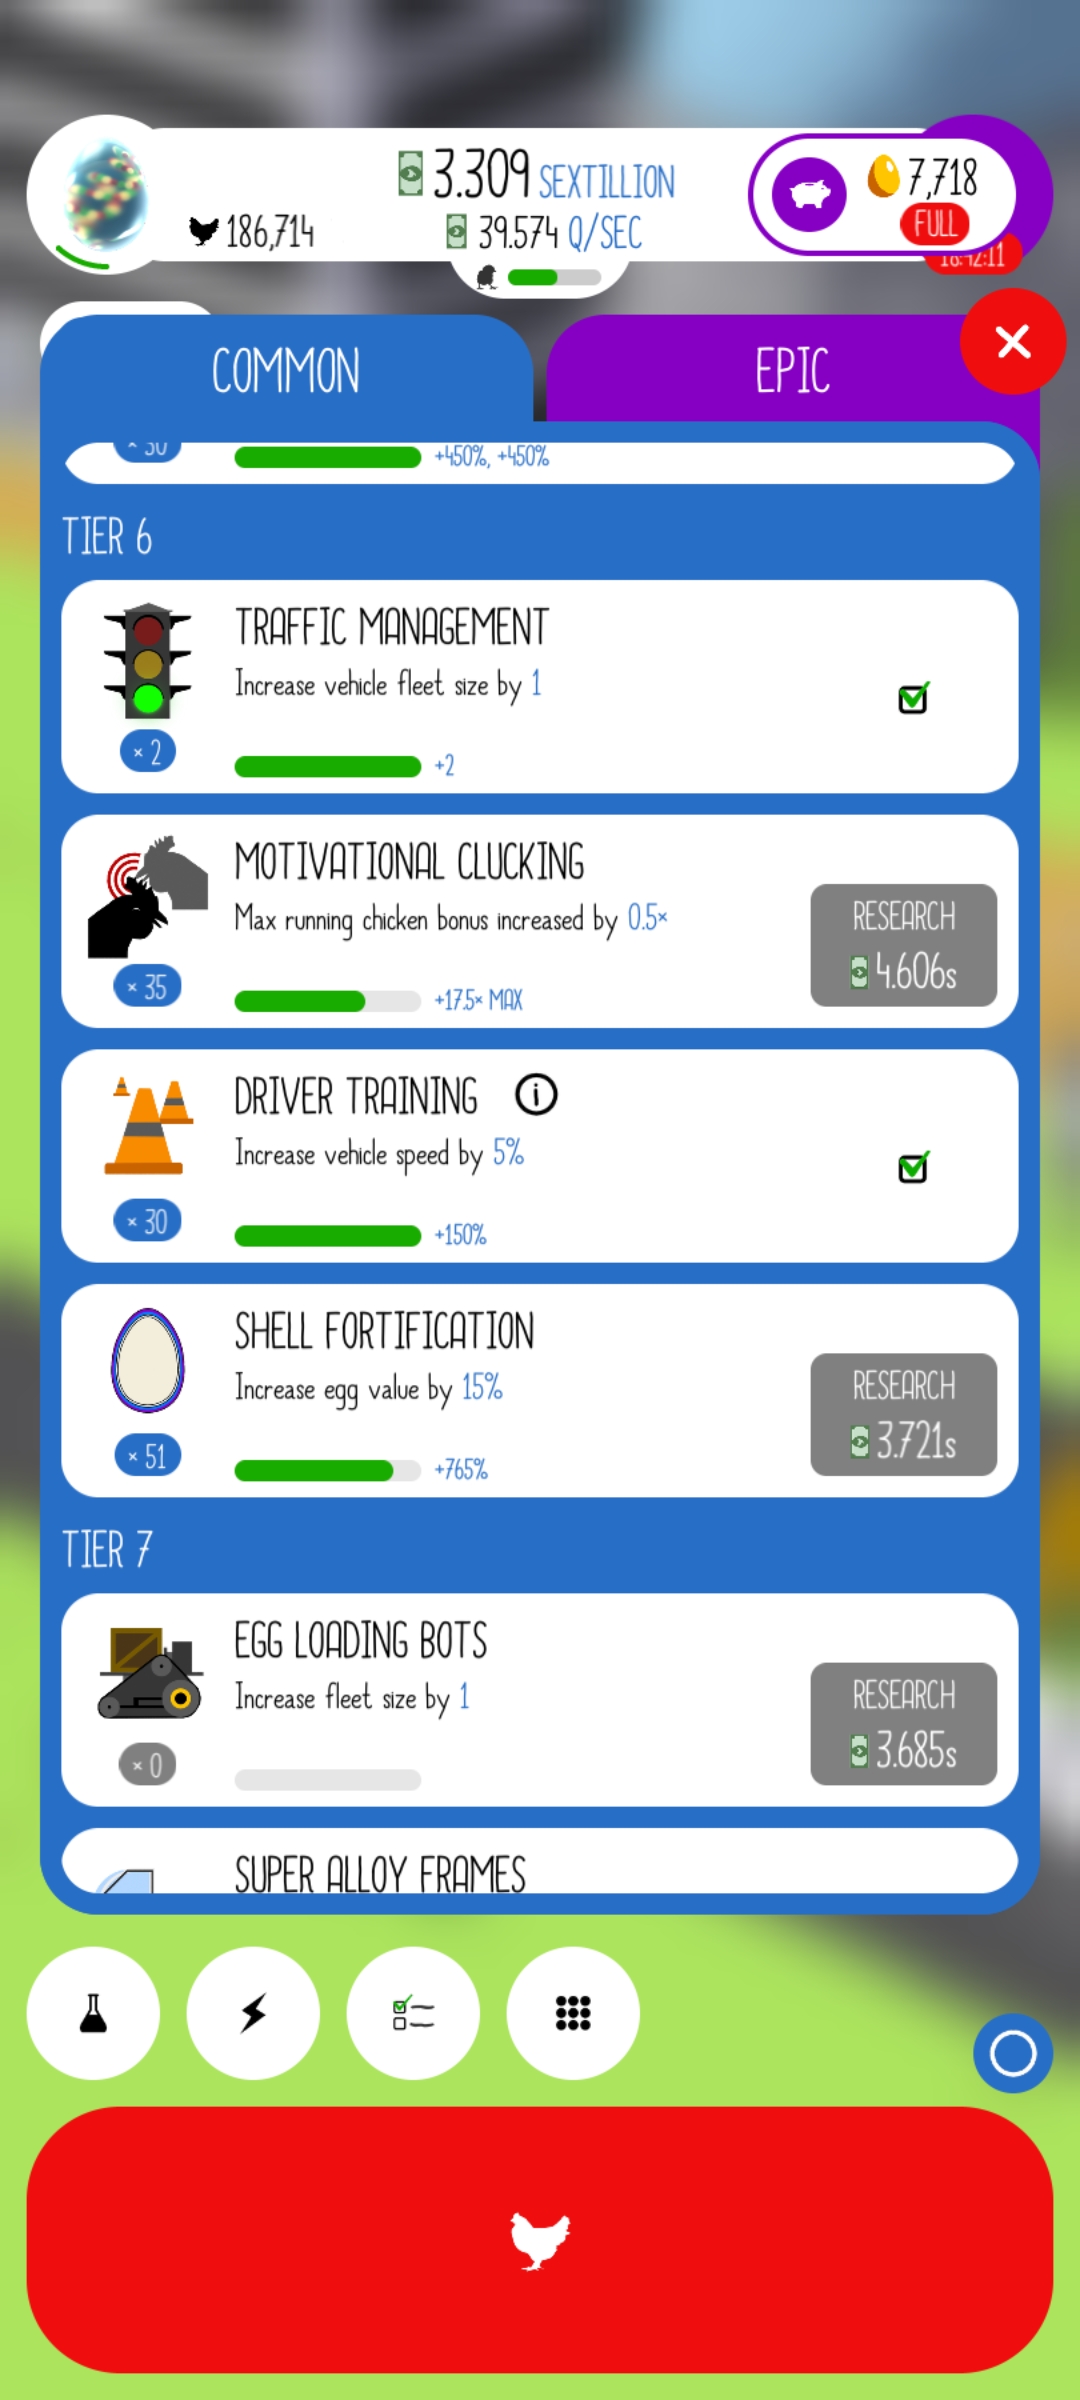 3.309 SEXTILLION
186,714
39.574 Q/SEC
7,718
FULL
18:42:11
COMMON
EPIC
× 30
+450%, +450%
TIER 6
TRAFFIC MANAGEMENT
Increase vehicle fleet size by 1
× 2
+2
MOTIVATIONAL CLUCKING
Max running chicken bonus increased by 0.5×
RESEARCH
4.606s
× 35
+17.5× MAX
DRIVER TRAINING
Increase vehicle speed by 5%
× 30
+150%
SHELL FORTIFICATION
Increase egg value by 15%
RESEARCH
3.721s
× 51
+765%
TIER 7
EGG LOADING BOTS
Increase fleet size by 1
RESEARCH
3.685s
× 0
SUPER ALLOY FRAMES